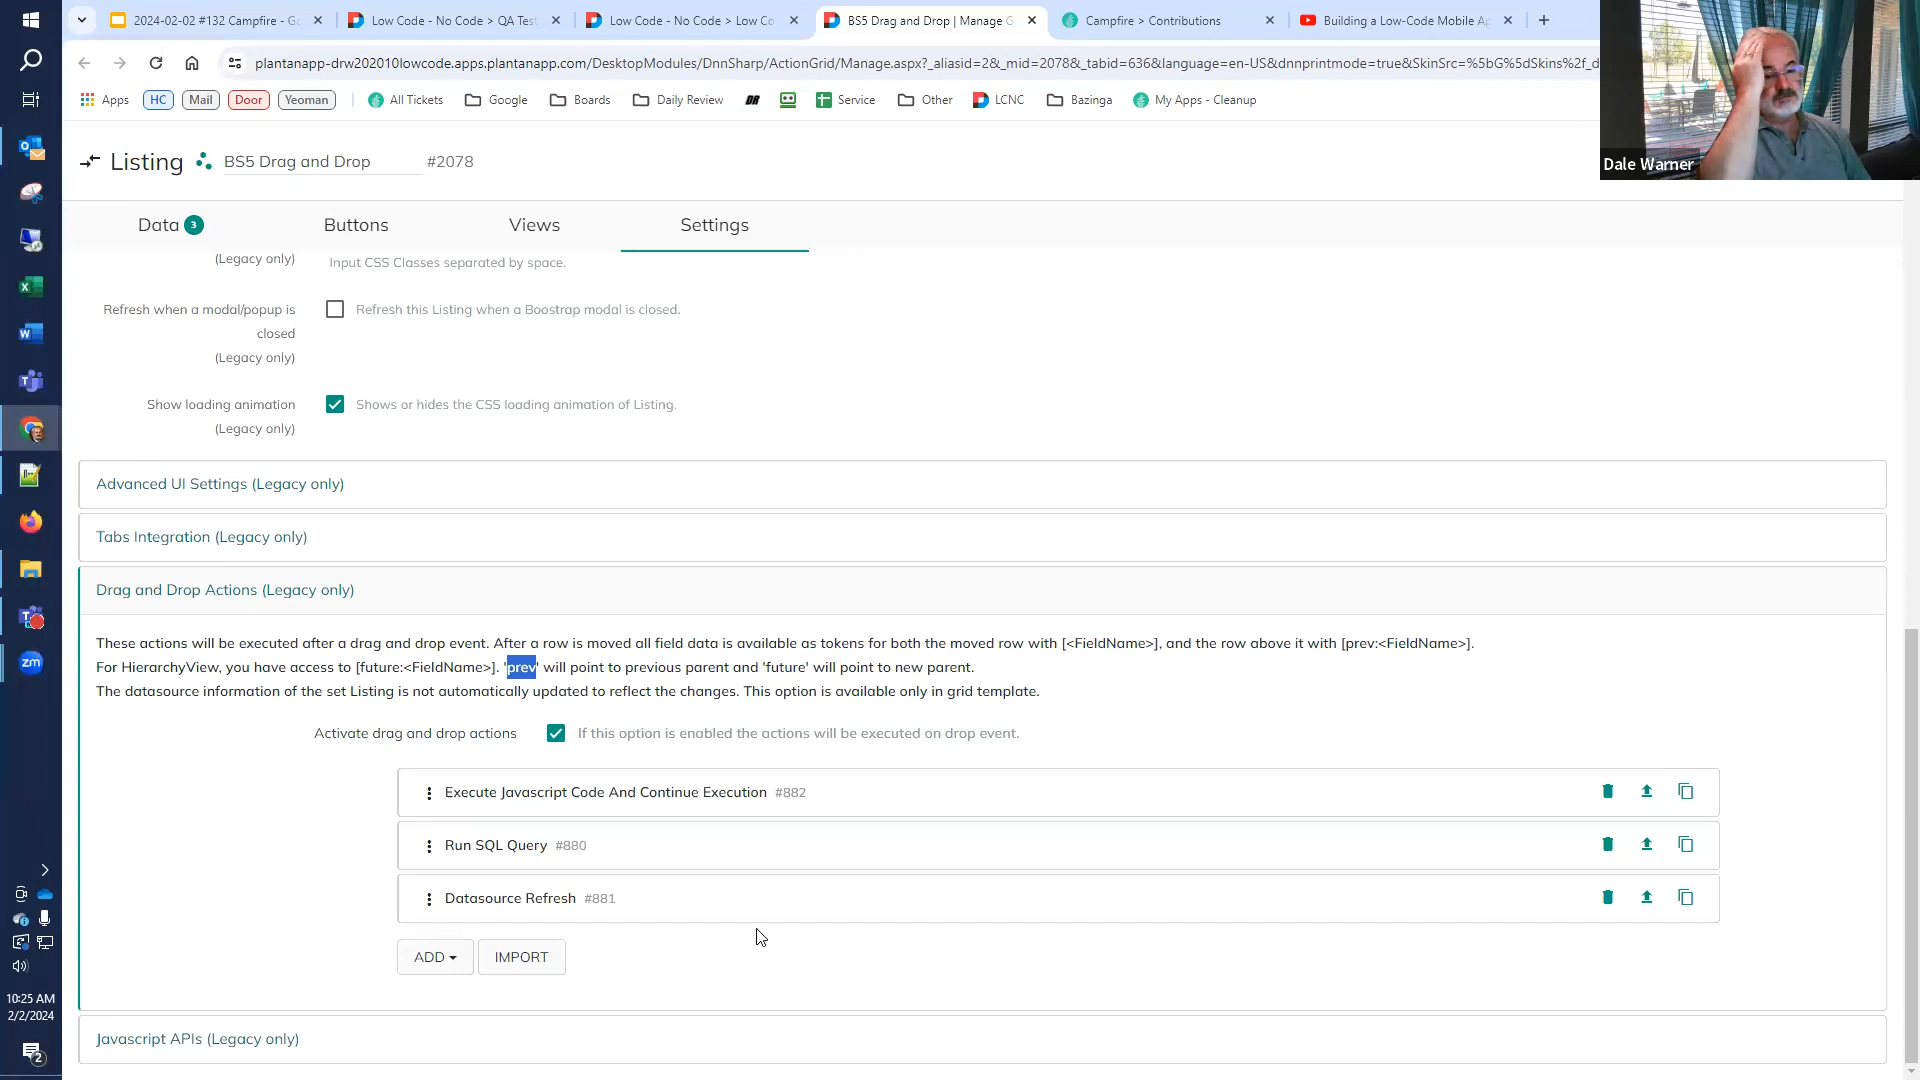 2024-02-02 #132 Campfire - Go
Low Code - No Code > QA Test
Low Code - No Code > Low Co
BS5 Drag and Drop | Manage G
Campfire > Contributions
Building a Low-Code Mobile Ap
plantanapp-drw202010lowcode.apps.plantanapp.com/DesktopModules/DnnSharp/ActionGrid/Manage.aspx?_aliasid=2&_mid=2078&_tabid=636&language=en-US&dnnprintmode=true&SkinSrc=%5bG%5dSkins%2f_d
Apps
HC
Mail
Door
Yeoman
All Tickets
Google
Boards
Daily Review
Service
Other
LCNC
Bazinga
My Apps - Cleanup
Dale Warner
Listing
BS5 Drag and Drop
#2078
Data 3
Buttons
Views
Settings
(Legacy only)
Input CSS Classes separated by space.
Refresh when a modal/popup is
closed
(Legacy only)
Refresh this Listing when a Boostrap modal is closed.
Show loading animation
(Legacy only)
Shows or hides the CSS loading animation of Listing.
Advanced UI Settings (Legacy only)
Tabs Integration (Legacy only)
Drag and Drop Actions (Legacy only)
These actions will be executed after a drag and drop event. After a row is moved all field data is available as tokens for both the moved row with [<FieldName>], and the row above it with [prev:<FieldName>].
For HierarchyView, you have access to [future:<FieldName>]. 'prev' will point to previous parent and 'future' will point to new parent.
The datasource information of the set Listing is not automatically updated to reflect the changes. This option is available only in grid template.
Activate drag and drop actions
If this option is enabled the actions will be executed on drop event.
Execute Javascript Code And Continue Execution #882
Run SQL Query #880
Datasource Refresh #881
ADD
IMPORT
Javascript APIs (Legacy only)
zm
10:25 AM
2/2/2024
2